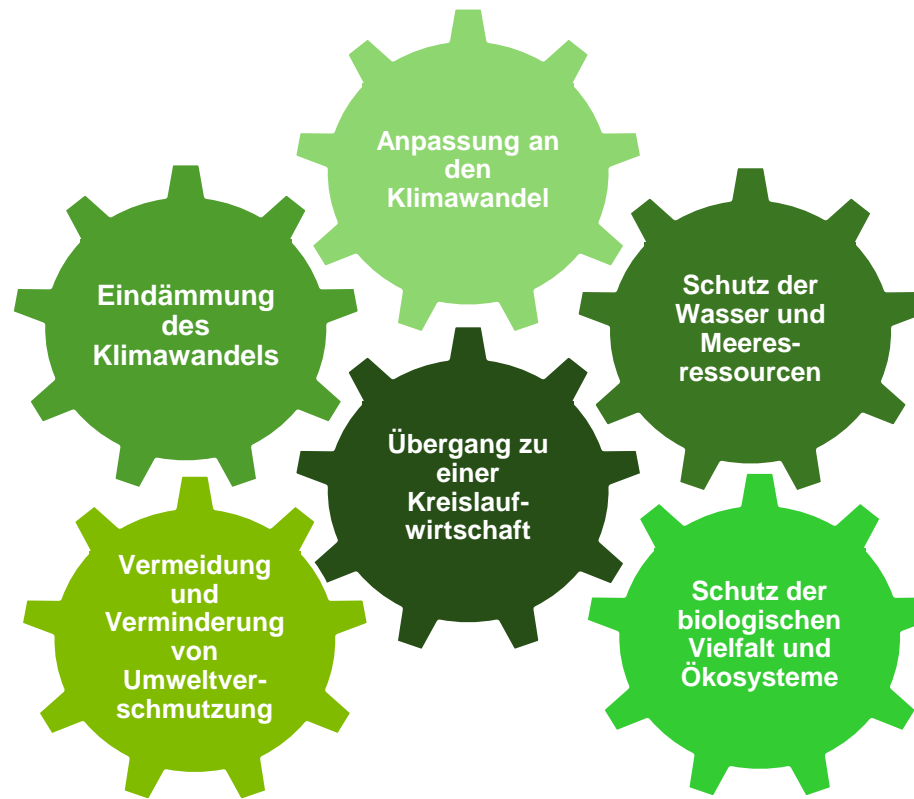 Anpassung an
den
Klimawandel
Eindämmung
des
Klimawandels
Schutz der
Wasser und
Meeres-
ressourcen
Übergang zu
einer
Kreislauf-
wirtschaft
Vermeidung
und
Verminderung
von
Umweltver-
schmutzung
Schutz der
biologischen
Vielfalt und
Ökosysteme